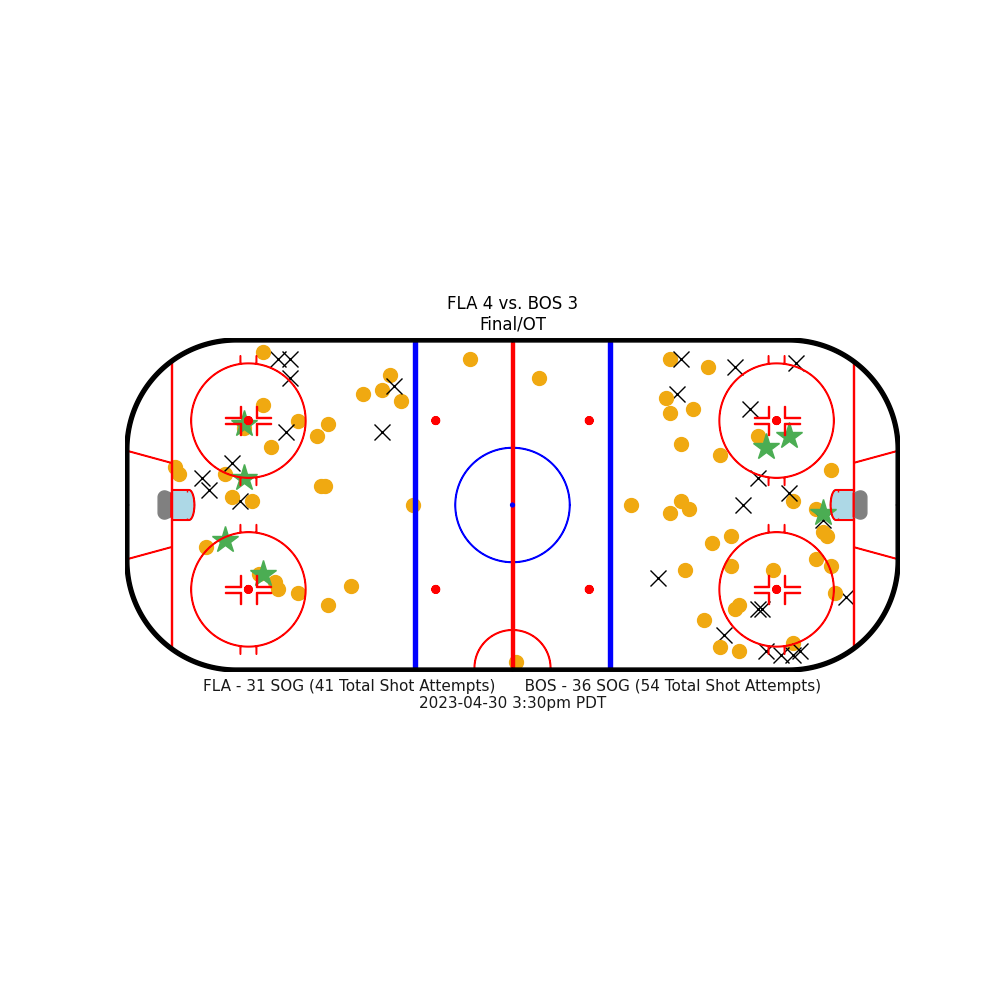 FLA 4 vs. BOS 3
Final/OT
FLA - 31 SOG (41 Total Shot Attempts)      BOS - 36 SOG (54 Total Shot Attempts)
2023-04-30 3:30pm PDT